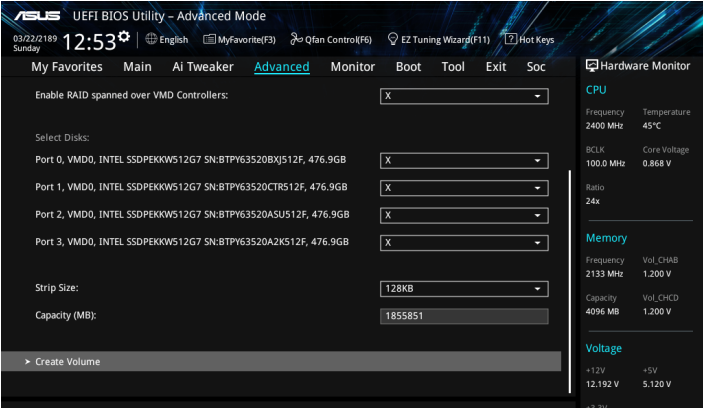 ASUS UEFI BIOS Utility – Advanced Mode
03/22/2189 Sunday 12:53 English MyFavorite(F3) Qfan Control(F6) EZ Tuning Wizard(F11) ? Hot Keys
My Favorites Main Ai Tweaker Advanced Monitor Boot Tool Exit Soc
Enable RAID spanned over VMD Controllers: X
Select Disks:
Port 0, VMD0, INTEL SSDPEKKW512G7 SN:BTPY63520BXJ512F, 476.9GB X
Port 1, VMD0, INTEL SSDPEKKW512G7 SN:BTPY63520CTR512F, 476.9GB X
Port 2, VMD0, INTEL SSDPEKKW512G7 SN:BTPY63520ASU512F, 476.9GB X
Port 3, VMD0, INTEL SSDPEKKW512G7 SN:BTPY63520A2K512F, 476.9GB X
Strip Size: 128KB
Capacity (MB): 1855851
Create Volume
Hardware Monitor
CPU
Frequency Temperature
2400 MHz 45°C
BCLK Core Voltage
100.0 MHz 0.868 V
Ratio
24x
Memory
Frequency Vol_CHAB
2133 MHz 1.200 V
Capacity Vol_CHCD
4096 MB 1.200 V
Voltage
+12V +5V
12.192 V 5.120 V
+3.3V